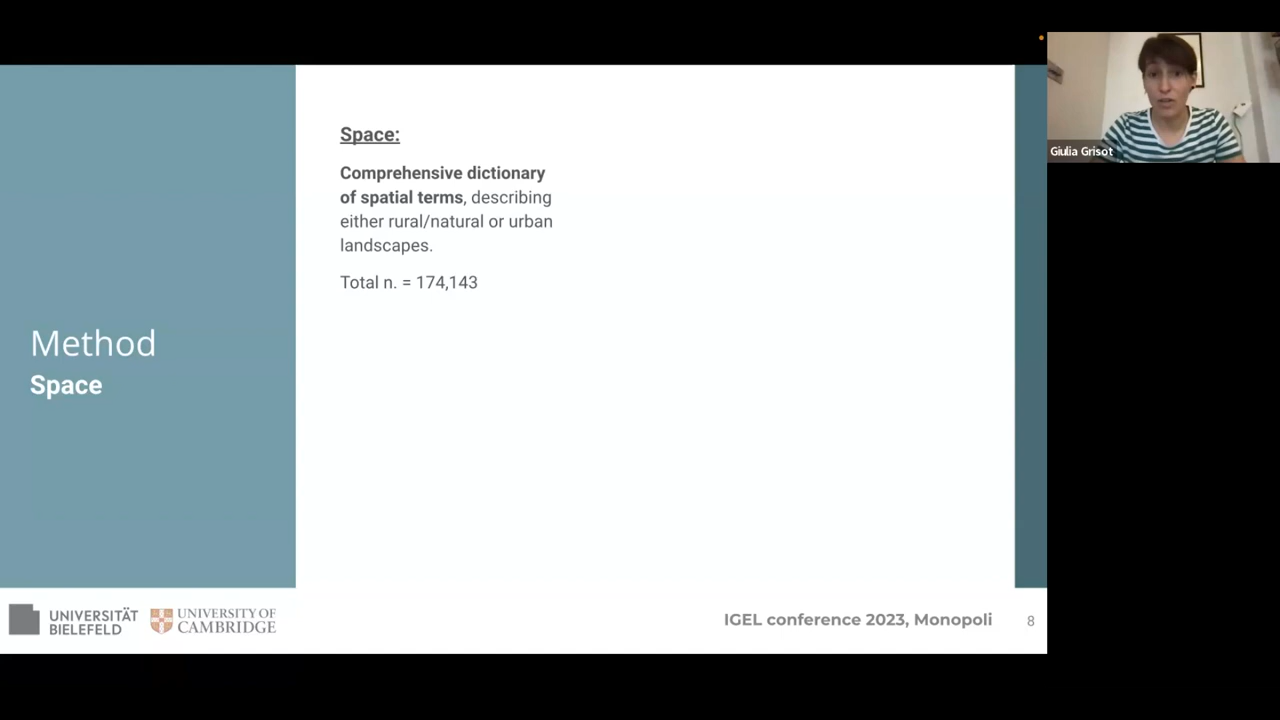 Giulia Grisot
Space:
Comprehensive dictionary
of spatial terms, describing
either rural/natural or urban
landscapes.
Total n. = 174,143
Method
Space
UNIVERSITÄT
BIELEFELD
UNIVERSITY OF
CAMBRIDGE
IGEL conference 2023, Monopoli
8